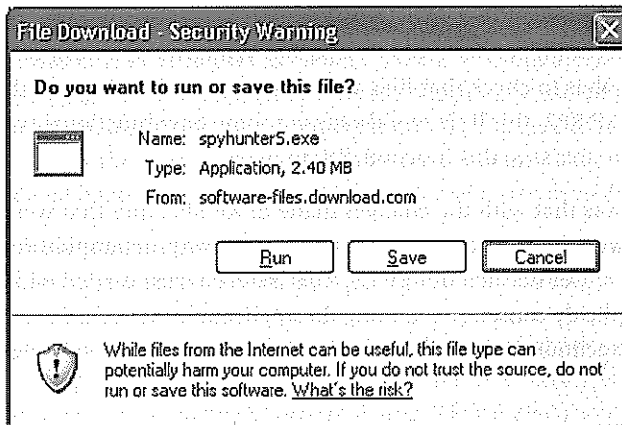 File Download - Security Warning
Do you want to run or save this file?
Name: spyhunterS.exe
Type: Application, 2.40 MB
From: software-files.download.com
Run Save Cancel
While files from the Internet can be useful, this file type can
potentially harm your computer. If you do not trust the source, do not
run or save this software. What's the risk?